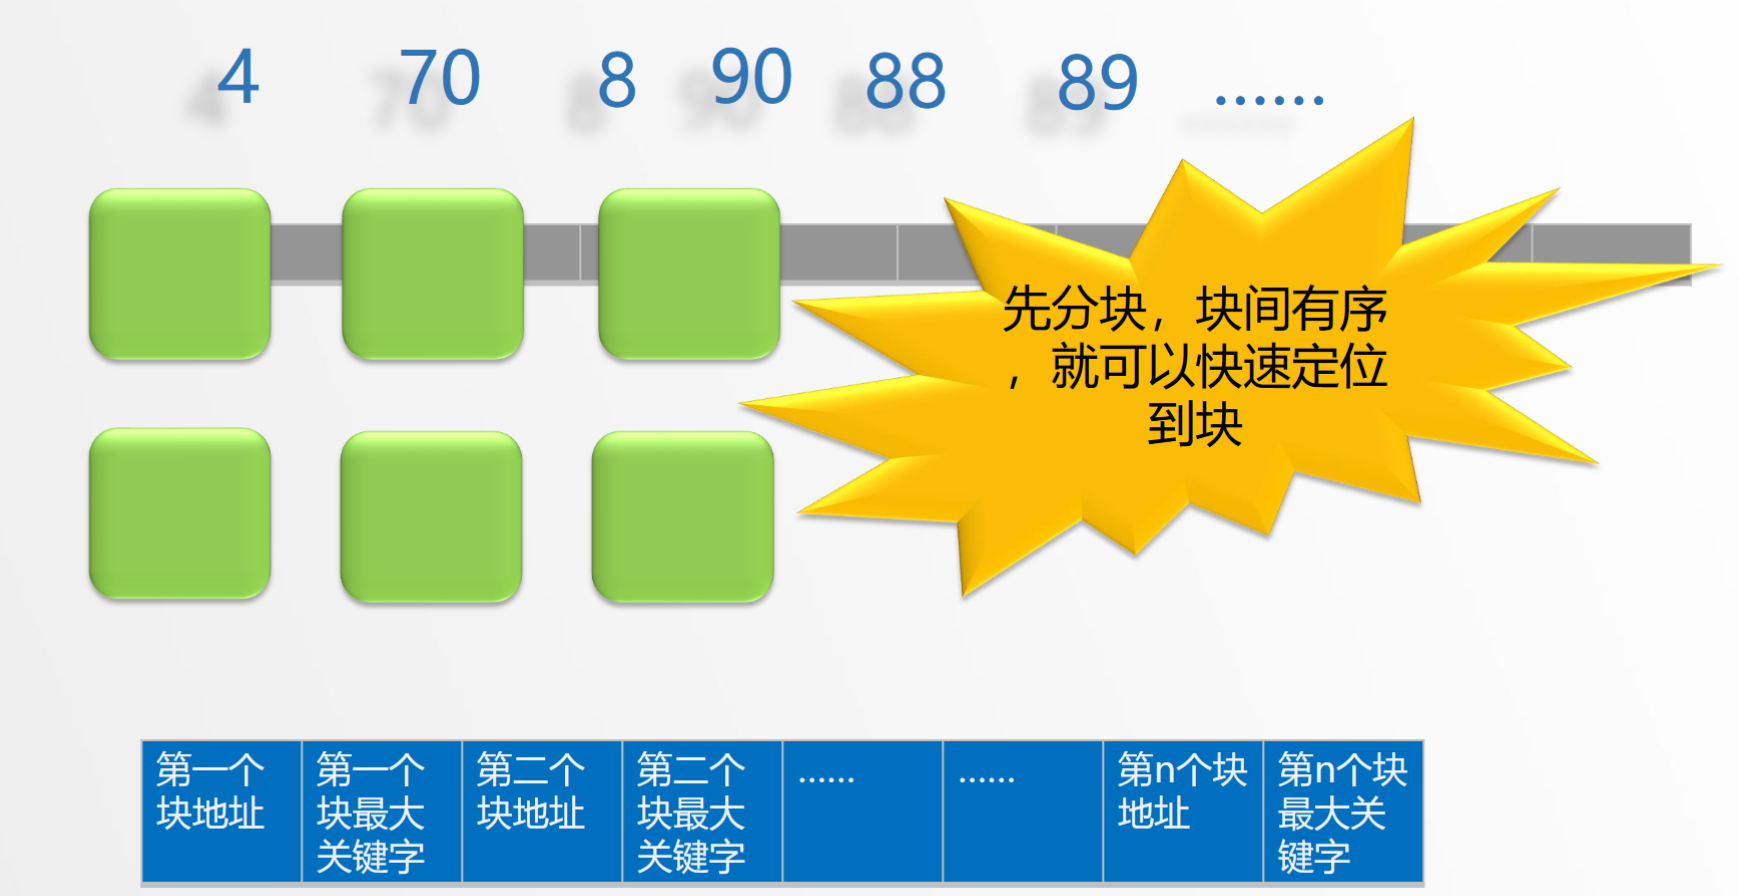 4 70 8 90 88 89 ……
先分块，块间有序
，就可以快速定位
到块
第一个 第一个 第二个 第二个 …… …… 第n个块 第n个块
块地址 块最大 块地址 块最大 地址 最大关
关键字 关键字 键字